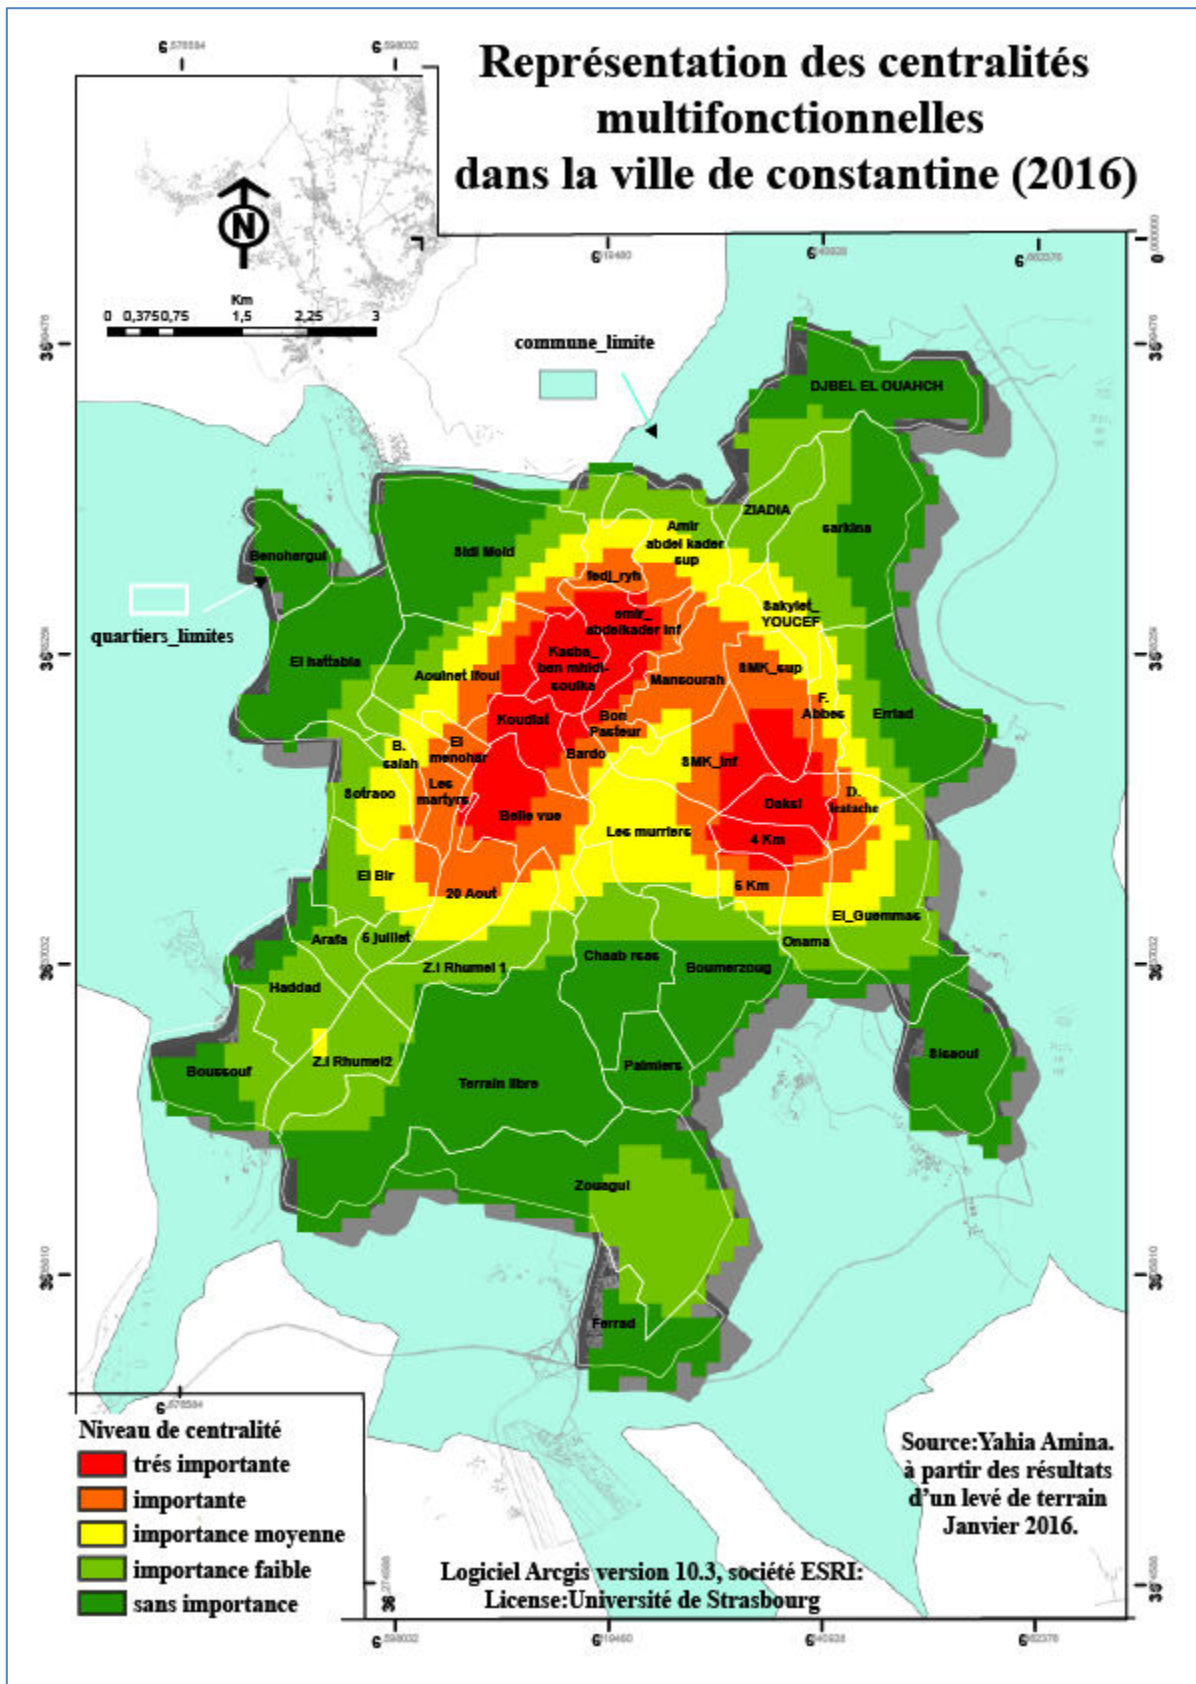 Représentation des centralités
multifonctionnelles
dans la ville de constantine (2016)
N
Km
0 0,375 0,75 1,5 2,25 3
commune_limite
quartiers_limites
DJBEL EL OUAHCH
ZIADIA
sarkina
Amir
abdel kader
sup
Benchergui
Sidi Msid
fedj_ryh
Sakyiet_
YOUCEF
emir_
abdelkader inf
El hattabia
Kasba_
ben mhidi-
souika
Aouinet lfoul
Mansourah
SMK_sup
F.
Abbes
Erriad
Koudiat
Bon
Pasteur
B.
salah
El
menohar
Bardo
SMK_inf
Sotraco
Les
martyrs
Daksi
D.
Belle vue
Les murriers
4 Km
El Bir
20 Aout
5 Km
El_Guemmas
Arafa
5 juillet
Onama
Z.I Rhumel 1
Chaab rsas
Boumerzoug
Haddad
Boussouf
Z.I Rhumel2
Terrain libre
Palmiers
Sisaoui
Zouagui
Ferrad
Niveau de centralité
trés importante
importante
importance moyenne
importance faible
sans importance
Source:Yahia Amina.
à partir des résultats
d'un levé de terrain
Janvier 2016.
Logiciel Arcgis version 10.3, société ESRI:
License:Université de Strasbourg